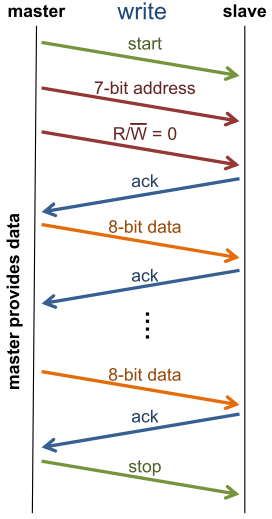 master write slave
start
7-bit address
R/W̅ = 0
ack
8-bit data
ack
....
8-bit data
ack
stop
master provides data